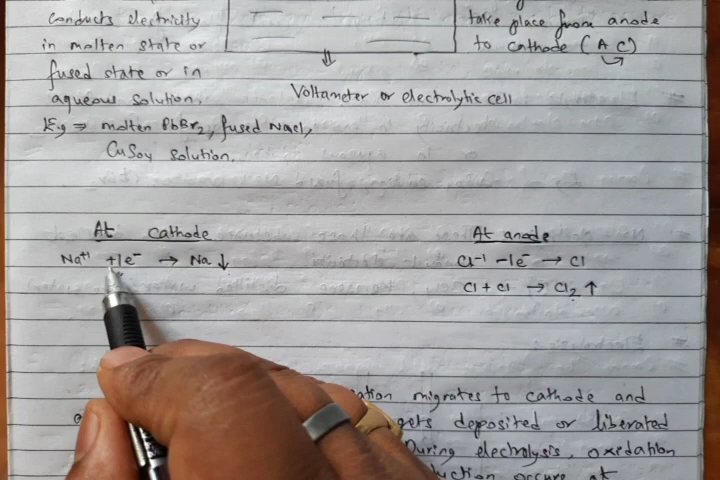 conducts electricity
in molten state or
fused state or in
aqueous solution.
take place from anode
to cathode (A C)
⇓
Voltameter or electrolytic cell
E.g ⇒ molten PbBr2, fused NaCl,
CuSo4 solution.
At cathode
Na+1 +1e- → Na ↓
At anode
Cl-1 -1e- → Cl
Cl + Cl → Cl2 ↑
migrates to cathode and
gets deposited or liberated
During electrolysis, oxedation
occurs at